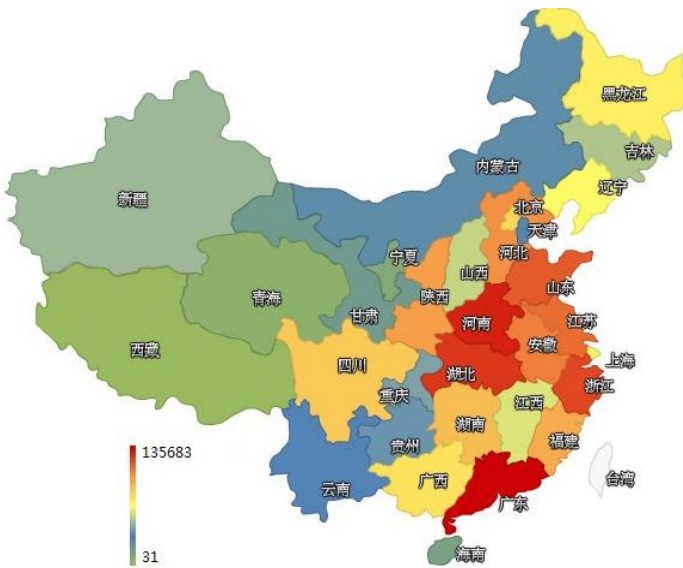 黑龙江
吉林
内蒙古
辽宁
新疆
北京
天津
宁夏
河北
山西
青海
山东
陕西
甘肃
河南
江苏
西藏
安徽
四川
上海
湖北
浙江
重庆
江西
湖南
福建
贵州
135683
广西
台湾
云南
广东
海南
31